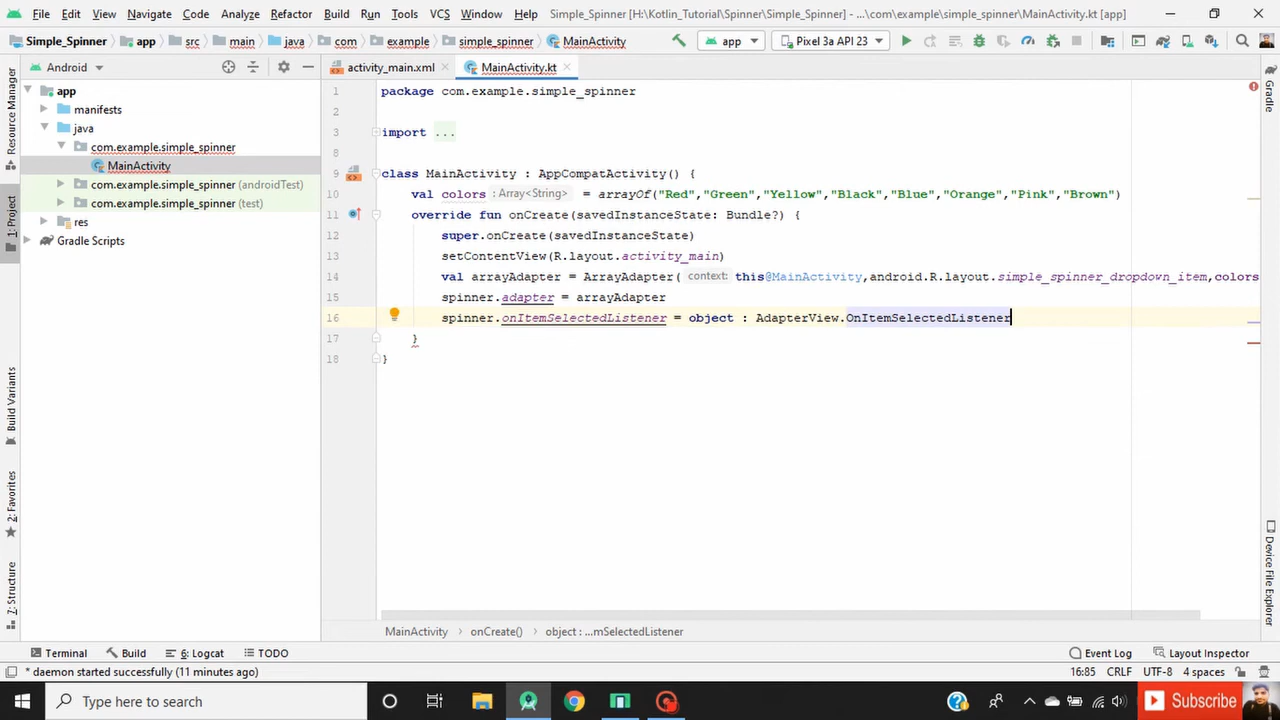 File Edit View Navigate Code Analyze Refactor Build Run Tools VCS Window Help Simple_Spinner [H:\Kotlin_Tutorial\Spinner\Simple_Spinner] - ...\com\example\simple_spinner\MainActivity.kt [app]
Simple_Spinner app src main java com example simple_spinner MainActivity app Pixel 3a API 23
Android activity_main.xml MainActivity.kt
Resource Manager
1: Project
Build Variants
2: Favorites
7: Structure
app
manifests
java
com.example.simple_spinner
MainActivity
com.example.simple_spinner (androidTest)
com.example.simple_spinner (test)
res
Gradle Scripts
1 package com.example.simple_spinner
2
3 import ...
8
9 class MainActivity : AppCompatActivity() {
10 val colors : Array<String> = arrayOf("Red","Green","Yellow","Black","Blue","Orange","Pink","Brown")
11 override fun onCreate(savedInstanceState: Bundle?) {
12 super.onCreate(savedInstanceState)
13 setContentView(R.layout.activity_main)
14 val arrayAdapter = ArrayAdapter( context: this@MainActivity,android.R.layout.simple_spinner_dropdown_item,colors
15 spinner.adapter = arrayAdapter
16 spinner.onItemSelectedListener = object : AdapterView.OnItemSelectedListener
17 }
18 }
Gradle
Device File Explorer
MainActivity onCreate() object : ...mSelectedListener
Terminal Build 6: Logcat TODO Event Log Layout Inspector
* daemon started successfully (11 minutes ago) 16:85 CRLF UTF-8 4 spaces
Type here to search
Subscribe